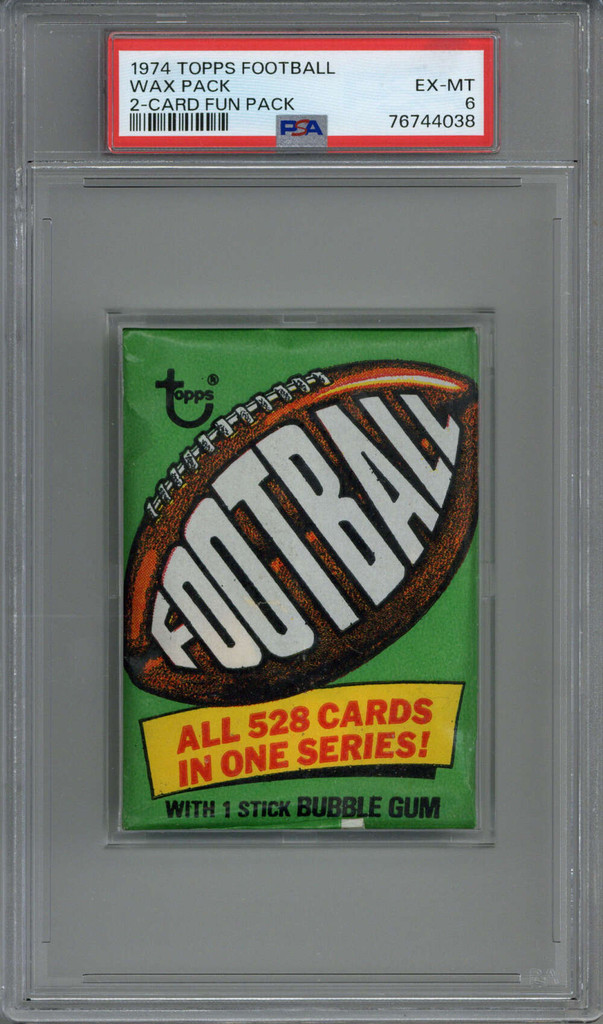 1974 TOPPS FOOTBALL
WAX PACK EX-MT
2-CARD FUN PACK 6
PSA 76744038
Topps®
FOOTBALL
ALL 528 CARDS
IN ONE SERIES!
WITH 1 STICK BUBBLE GUM
PSA